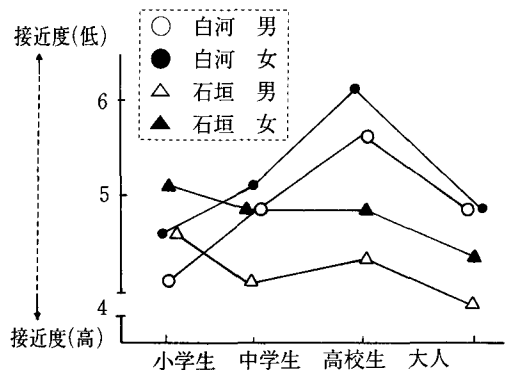 接近度(低)
○ 白河 男
● 白河 女
△ 石垣 男
▲ 石垣 女
6
5
4
接近度(高)
小学生 中学生 高校生 大人